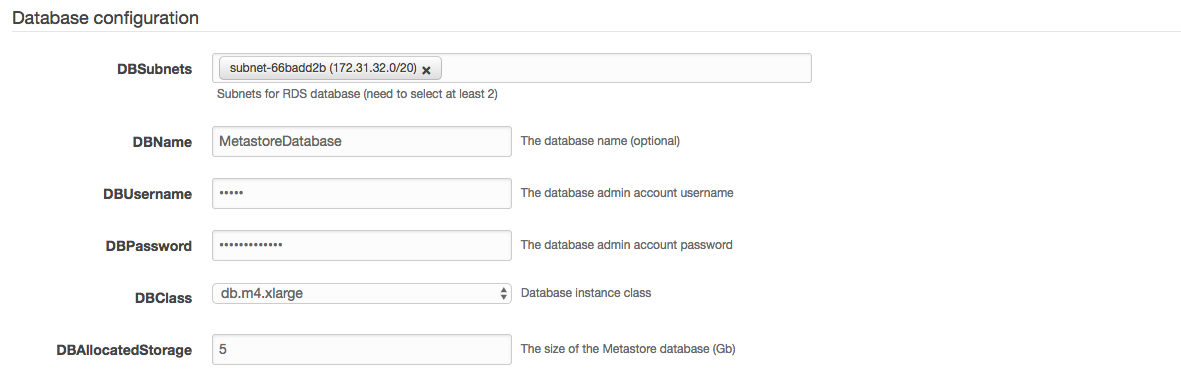 Database configuration
DBSubnets subnet-66badd2b (172.31.32.0/20) ×
Subnets for RDS database (need to select at least 2)
DBName MetastoreDatabase The database name (optional)
DBUsername ••••• The database admin account username
DBPassword ••••••••••••• The database admin account password
DBClass db.m4.xlarge Database instance class
DBAllocatedStorage 5 The size of the Metastore database (Gb)